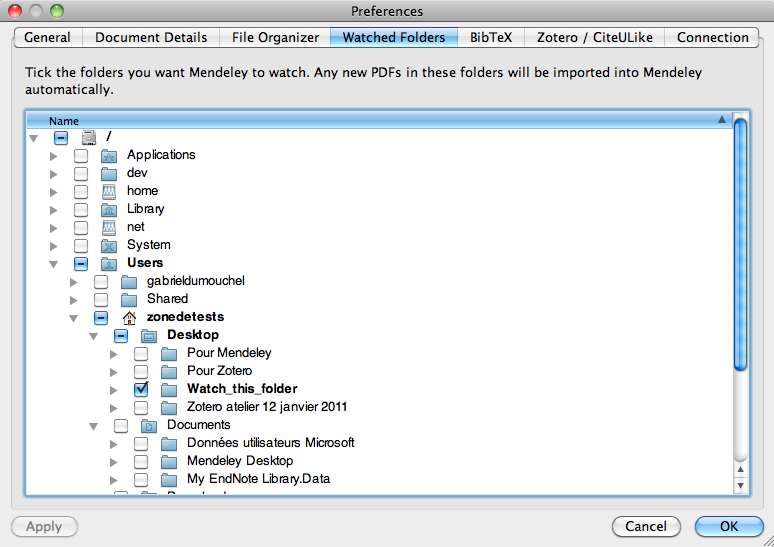 Preferences
General Document Details File Organizer Watched Folders BibTeX Zotero / CiteULike Connection
Tick the folders you want Mendeley to watch. Any new PDFs in these folders will be imported into Mendeley
automatically.
Name
/
Applications
dev
home
Library
net
System
Users
gabrieldumouchel
Shared
zonedetests
Desktop
Pour Mendeley
Pour Zotero
Watch_this_folder
Zotero atelier 12 janvier 2011
Documents
Données utilisateurs Microsoft
Mendeley Desktop
My EndNote Library.Data
Apply Cancel OK